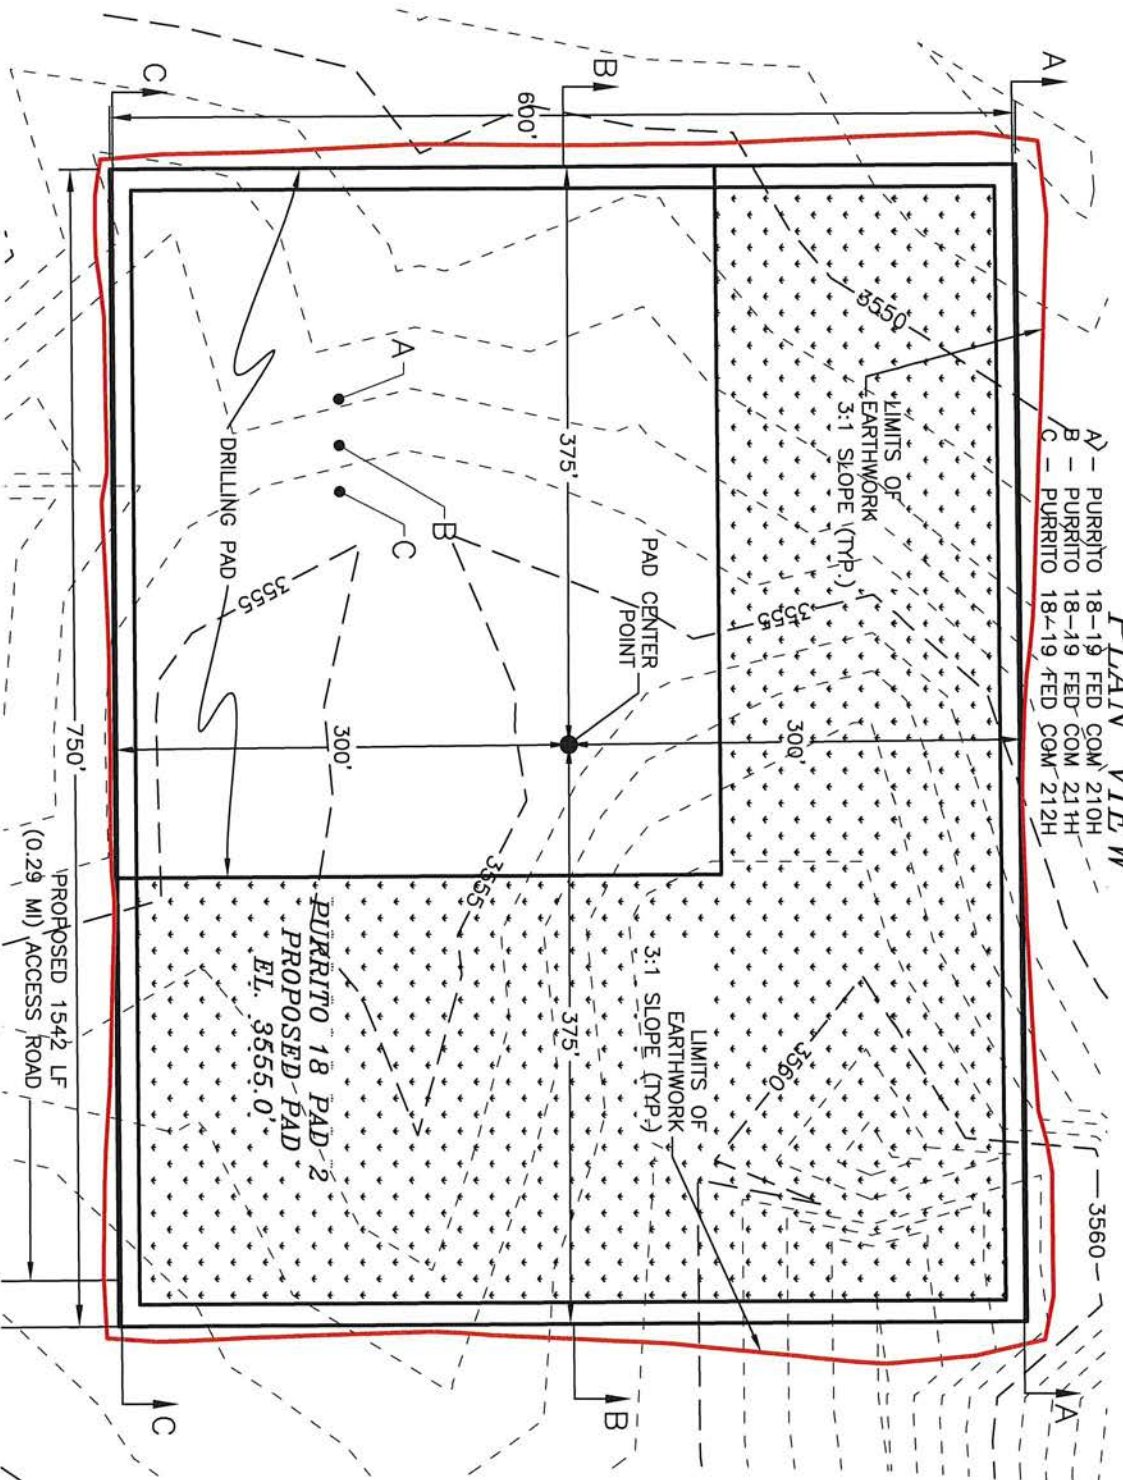 PLAN VIEW
A - PURRITO 18-19 FED COM 210H
B - PURRITO 18-19 FED COM 211H
C - PURRITO 18-19 FED COM 212H
A
B
C
600'
3550
LIMITS OF
EARTHWORK
3:1 SLOPE (TYP.)
375'
A
B
C
DRILLING PAD
3555
3555
PAD CENTER
POINT
300'
300'
750'
3555
375'
3560
3560
LIMITS OF
EARTHWORK
3:1 SLOPE (TYP.)
PURRITO 18 PAD 2
PROPOSED PAD
EL. 3555.0'
PROPOSED 1542 LF
(0.29 MI) ACCESS ROAD
A
B
C